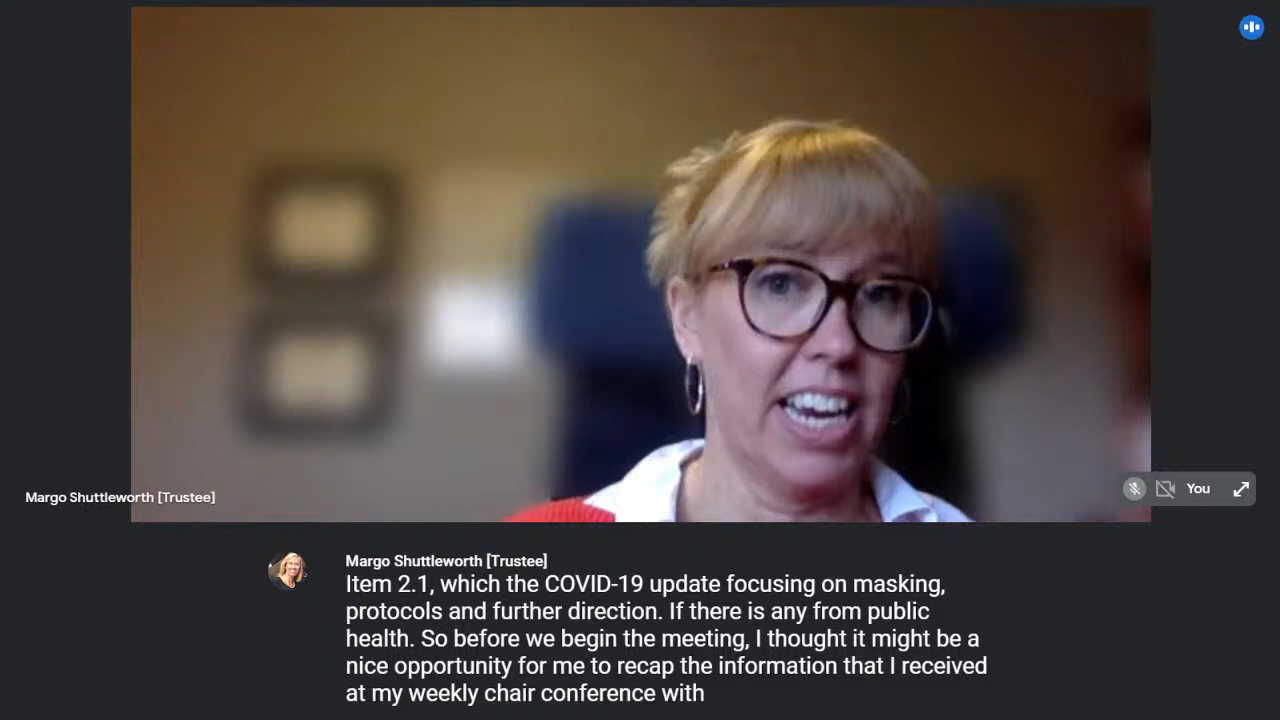 Margo Shuttleworth [Trustee]
You
Margo Shuttleworth [Trustee]
Item 2.1, which the COVID-19 update focusing on masking,
protocols and further direction. If there is any from public
health. So before we begin the meeting, I thought it might be a
nice opportunity for me to recap the information that I received
at my weekly chair conference with